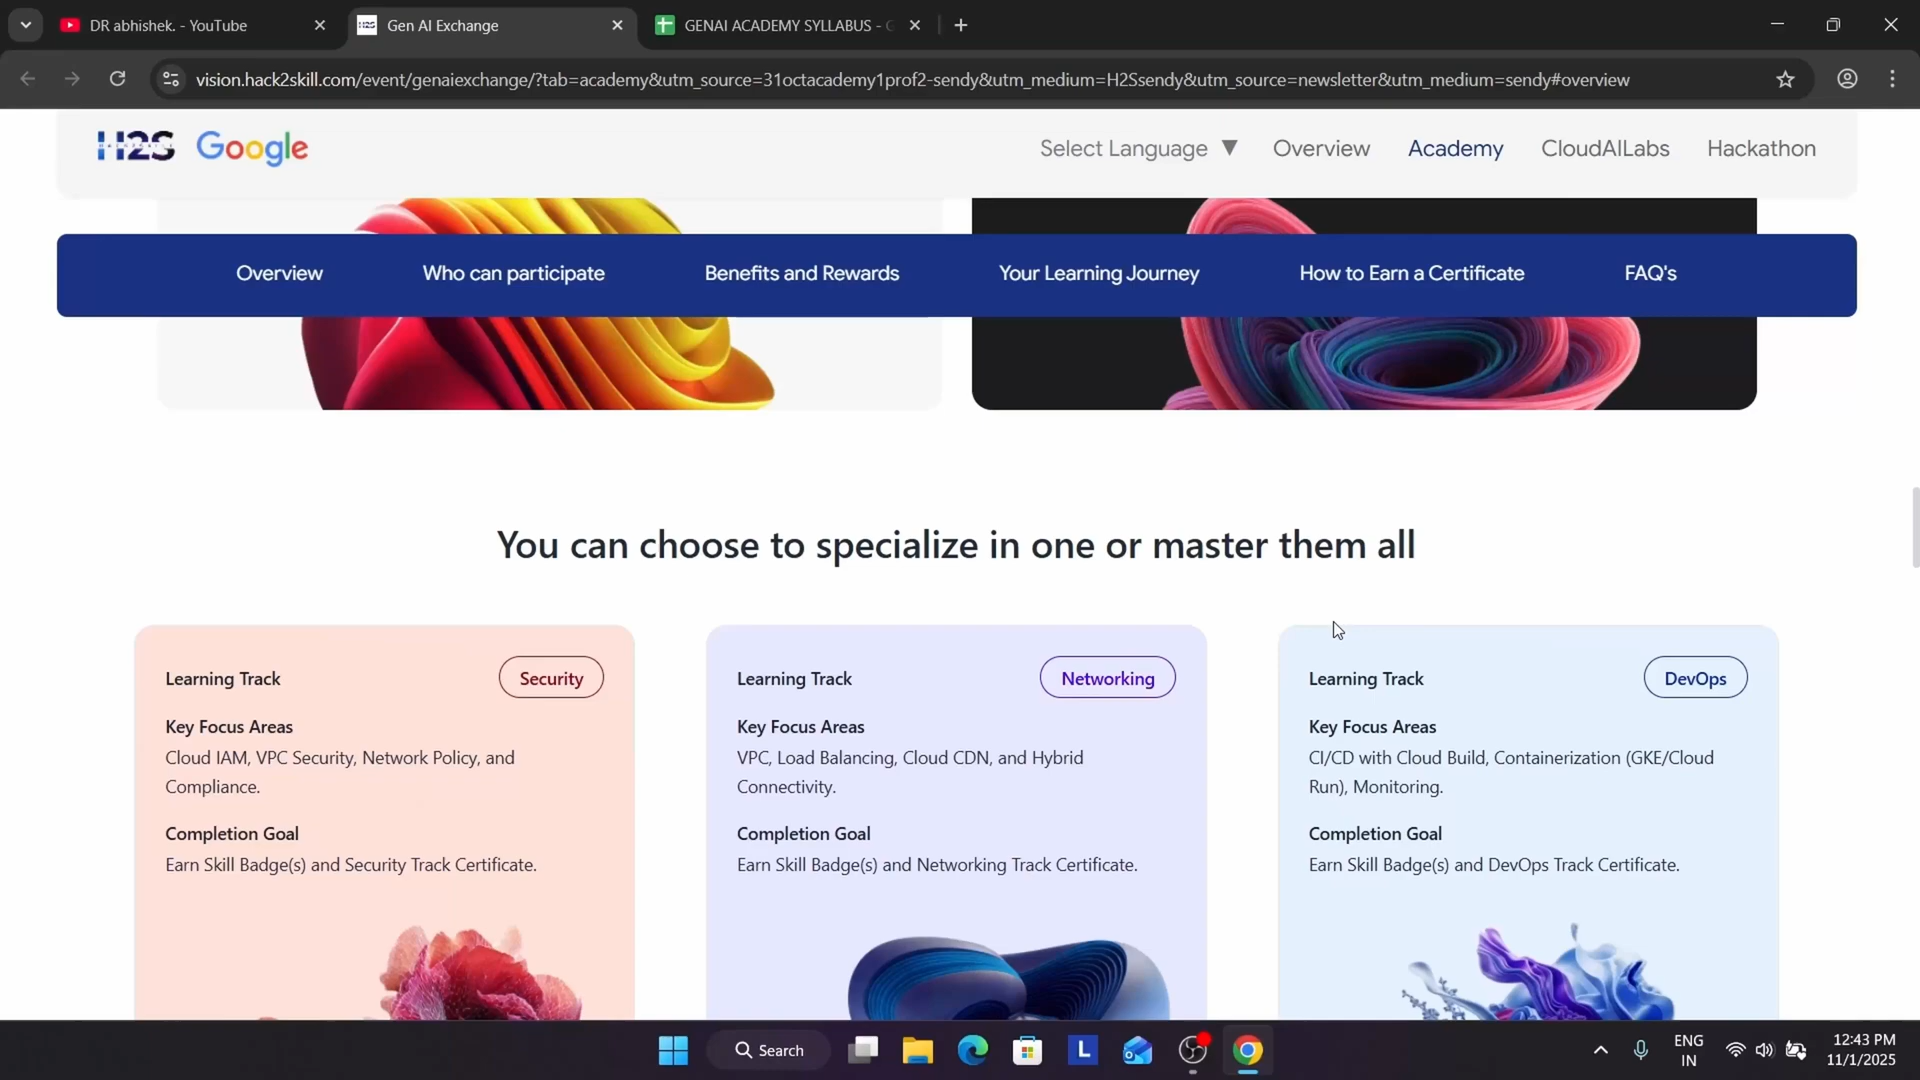 DR abhishek. - YouTube
Gen AI Exchange
GENAI ACADEMY SYLLABUS -
vision.hack2skill.com/event/genaiexchange/?tab=academy&utm_source=31octacademy1prof2-sendy&utm_medium=H2Ssendy&utm_source=newsletter&utm_medium=sendy#overview
H2S Google
Select Language ▼ Overview Academy CloudAILabs Hackathon
Overview Who can participate Benefits and Rewards Your Learning Journey How to Earn a Certificate FAQ's
You can choose to specialize in one or master them all
Learning Track Security
Key Focus Areas
Cloud IAM, VPC Security, Network Policy, and
Compliance.
Completion Goal
Earn Skill Badge(s) and Security Track Certificate.
Learning Track Networking
Key Focus Areas
VPC, Load Balancing, Cloud CDN, and Hybrid
Connectivity.
Completion Goal
Earn Skill Badge(s) and Networking Track Certificate.
Learning Track DevOps
Key Focus Areas
CI/CD with Cloud Build, Containerization (GKE/Cloud
Run), Monitoring.
Completion Goal
Earn Skill Badge(s) and DevOps Track Certificate.
Search
L
ENG
IN
12:43 PM
11/1/2025